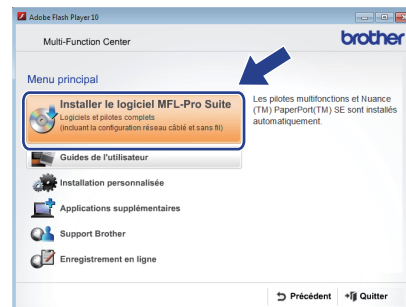 Adobe Flash Player 10
Multi-Function Center
brother
Menu principal
Installer le logiciel MFL-Pro Suite
Logiciels et pilotes complets
(incluant la configuration réseau câblé et sans fil)
Les pilotes multifonctions et Nuance
(TM) PaperPort(TM) SE sont installés
automatiquement.
Guides de l'utilisateur
Installation personnalisée
Applications supplémentaires
Support Brother
Enregistrement en ligne
Précédent
Quitter